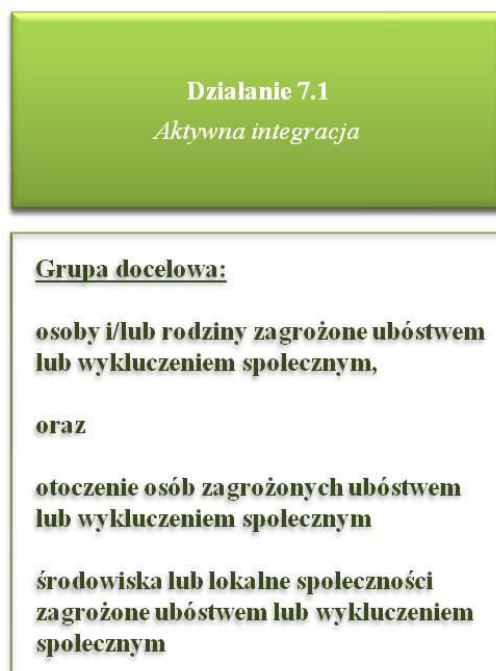 Działanie 7.1
Aktywna integracja
Grupa docelowa:
osoby i/lub rodziny zagrożone ubóstwem
lub wykluczeniem społecznym,
oraz
otoczenie osób zagrożonych ubóstwem
lub wykluczeniem społecznym
środowiska lub lokalne społeczności
zagrożone ubóstwem lub wykluczeniem
społecznym